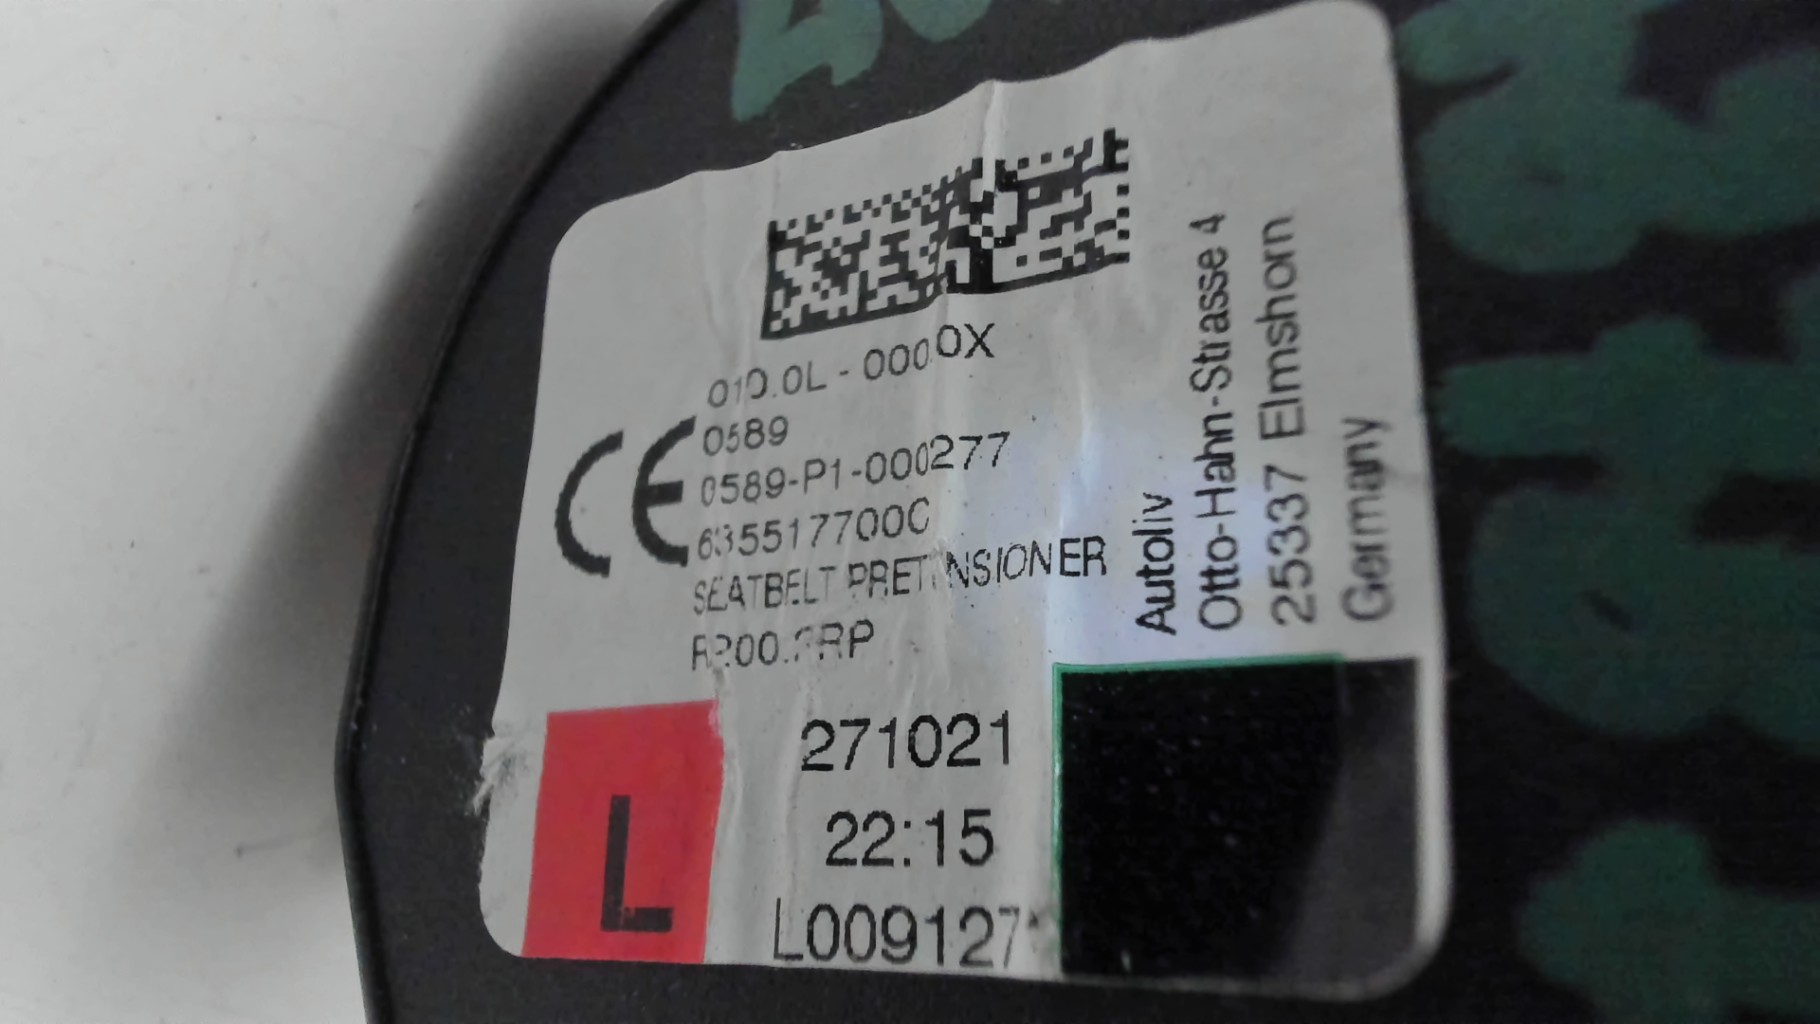 010.0L - 0000X
CE
0589
0589-P1-000277
635517700C
SEATBELT PRETENSIONER
271021
22:15
L009127
L
Autoliv
Otto-Hahn-Strasse 4
25337 Elmshorn
Germany